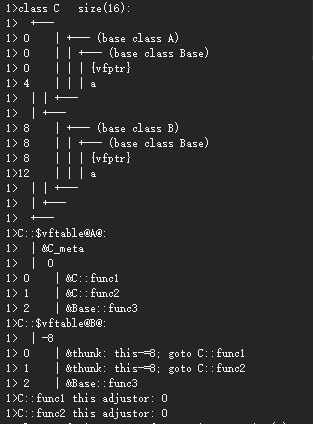 1>class C	size(16):
1>	+---
1> 0	| +--- (base class A)
1> 0	| | +--- (base class Base)
1> 0	| | | {vfptr}
1> 4	| | | a
1>	| | +---
1>	| +---
1> 8	| +--- (base class B)
1> 8	| | +--- (base class Base)
1> 8	| | | {vfptr}
1>12	| | | a
1>	| | +---
1>	| +---
1>	+---
1>C::$vftable@A@:
1>	| &C_meta
1>	|  0
1> 0	| &C::func1
1> 1	| &C::func2
1> 2	| &Base::func3
1>C::$vftable@B@:
1>	| -8
1> 0	| &thunk: this-=8; goto C::func1
1> 1	| &thunk: this-=8; goto C::func2
1> 2	| &Base::func3
1>C::func1 this adjustor: 0
1>C::func2 this adjustor: 0